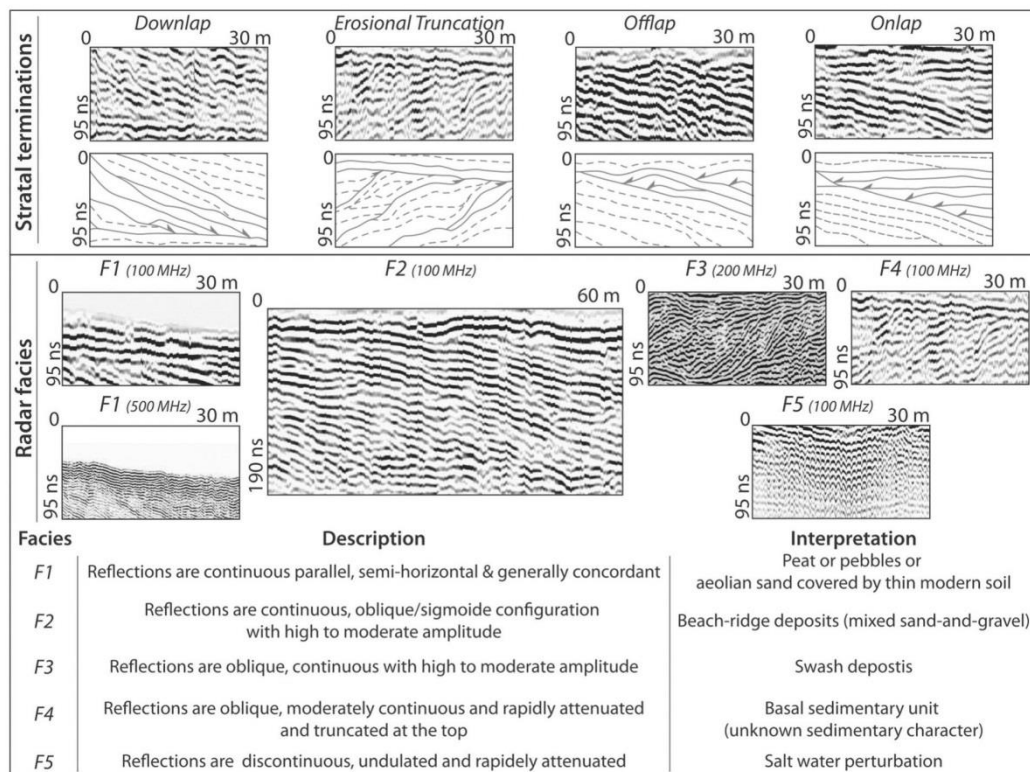 Stratal terminations
Downlap
0 30 m
95 ns
0
95 ns
Erosional Truncation
0 30 m
95 ns
0
95 ns
Offlap
0 30 m
95 ns
0
95 ns
Onlap
0 30 m
95 ns
0
95 ns
Radar facies
F1 (100 MHz)
0 30 m
95 ns
F1 (500 MHz)
0 30 m
95 ns
F2 (100 MHz)
0 60 m
190 ns
F3 (200 MHz)
0 30 m
95 ns
F4 (100 MHz)
0 30 m
95 ns
F5 (100 MHz)
0 30 m
95 ns
Facies Description Interpretation
F1 Reflections are continuous parallel, semi-horizontal & generally concordant Peat or pebbles or
aeolian sand covered by thin modern soil
F2 Reflections are continuous, oblique/sigmoide configuration
with high to moderate amplitude Beach-ridge deposits (mixed sand-and-gravel)
F3 Reflections are oblique, continuous with high to moderate amplitude Swash depostis
F4 Reflections are oblique, moderately continuous and rapidly attenuated
and truncated at the top Basal sedimentary unit
(unknown sedimentary character)
F5 Reflections are discontinuous, undulated and rapidely attenuated Salt water perturbation